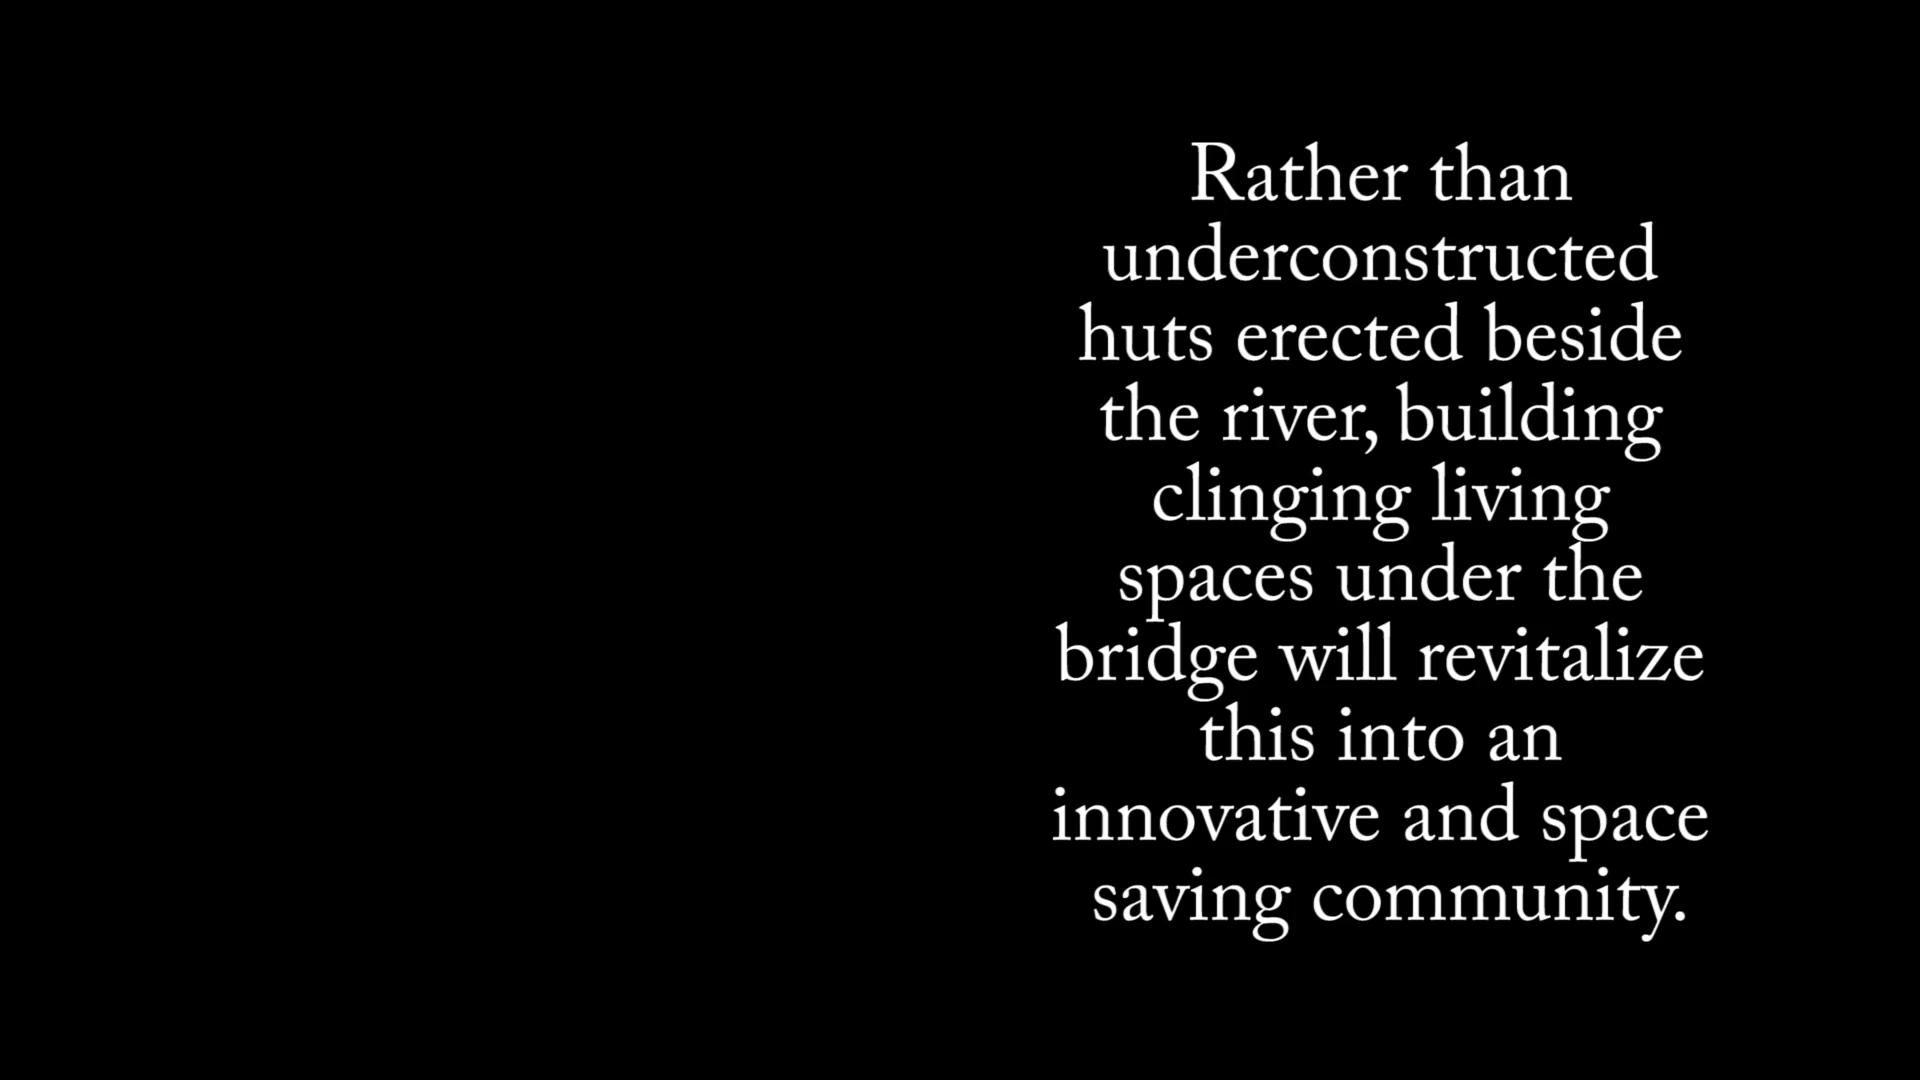 Rather than
underconstructed
huts erected beside
the river, building
clinging living
spaces under the
bridge will revitalize
this into an
innovative and space
saving community.